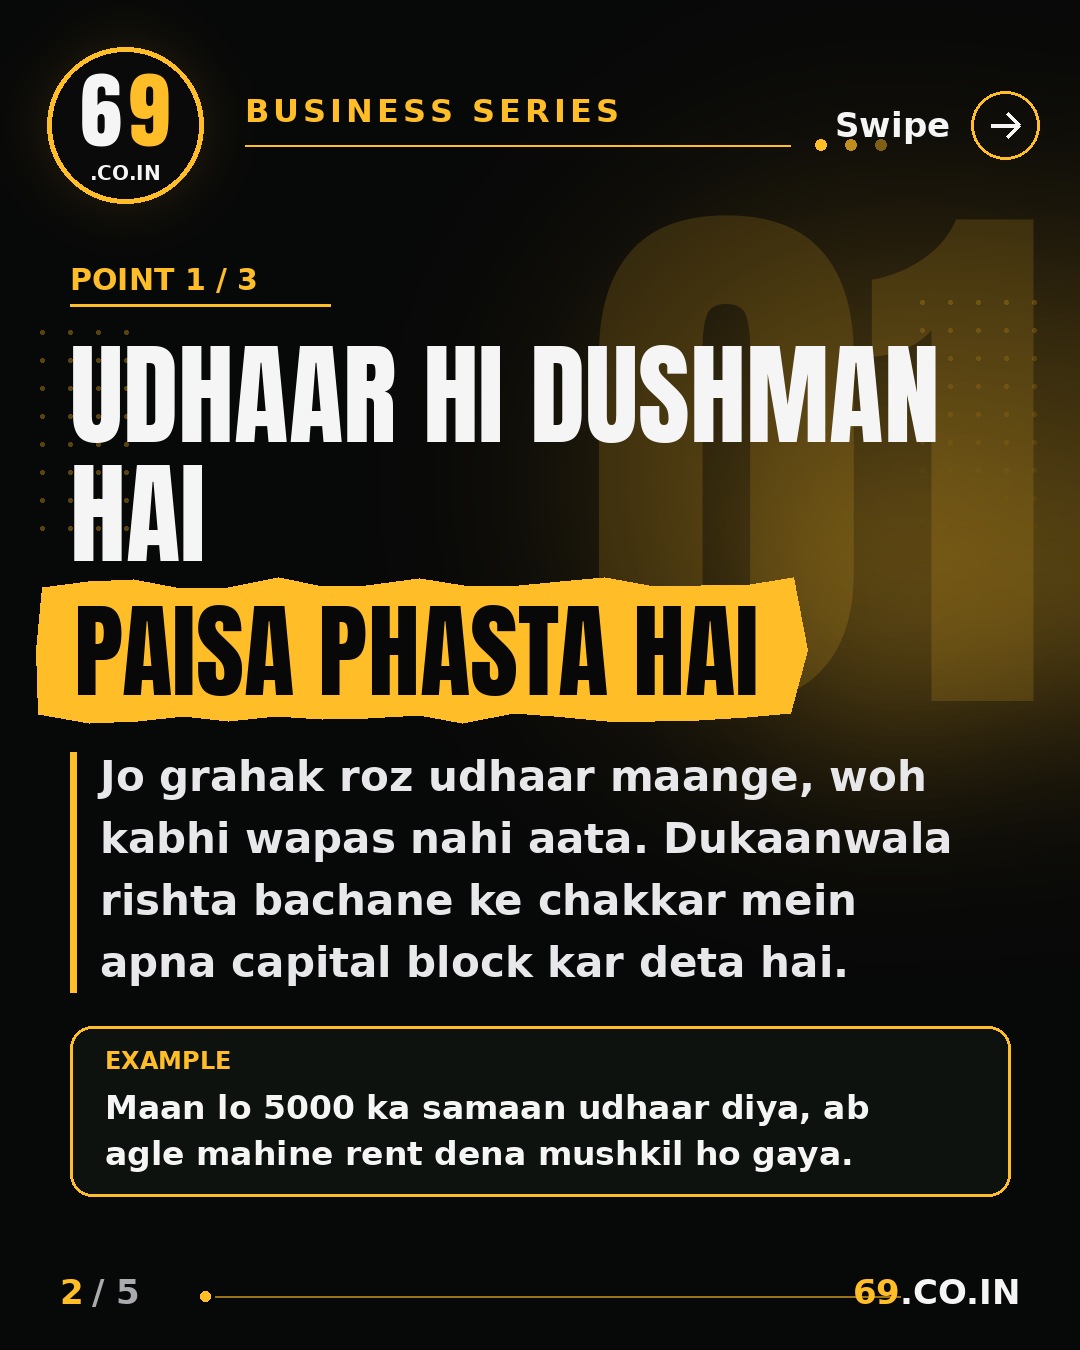 69
.CO.IN
BUSINESS SERIES
Swipe
01
POINT 1 / 3
UDHAAR HI DUSHMAN
HAI
PAISA PHASTA HAI
Jo grahak roz udhaar maange, woh
kabhi wapas nahi aata. Dukaanwala
rishta bachane ke chakkar mein
apna capital block kar deta hai.
EXAMPLE
Maan lo 5000 ka samaan udhaar diya, ab
agle mahine rent dena mushkil ho gaya.
2 / 5
69.CO.IN